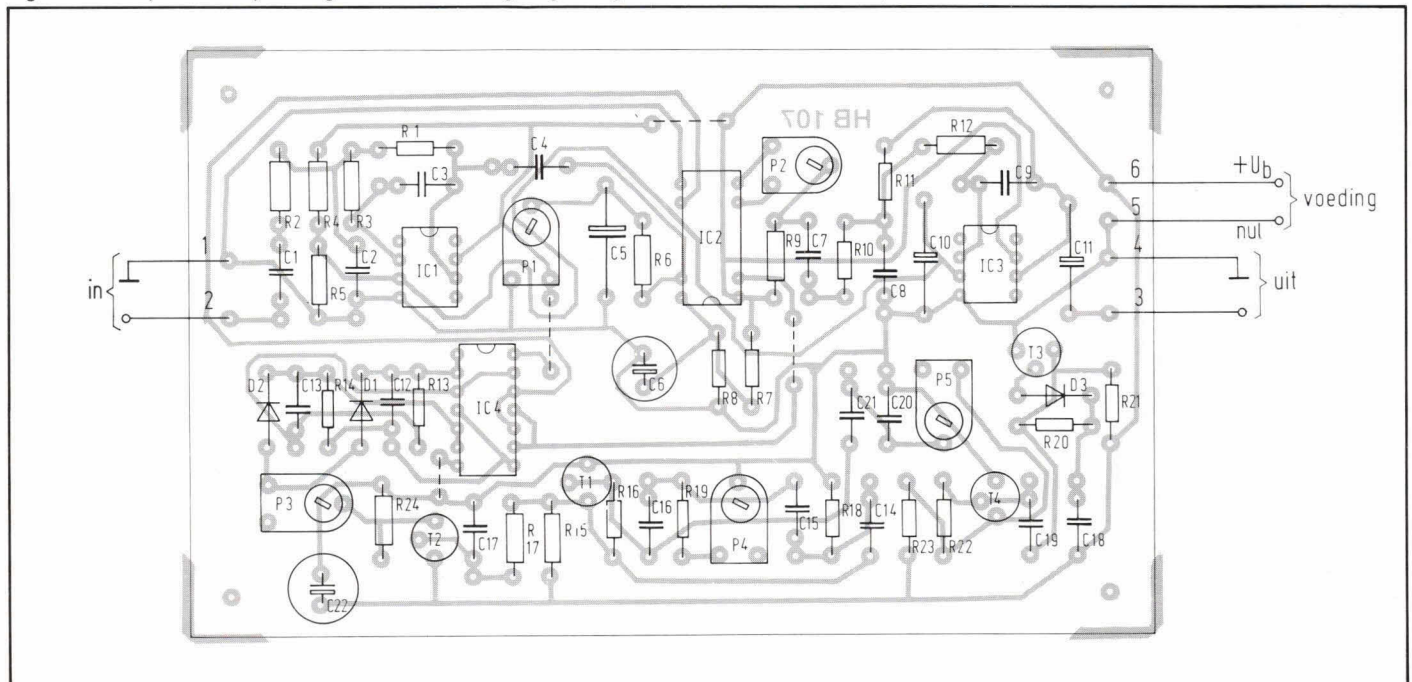 HB 107
R1
C4
R12
P2
C3
C9
R11
6
+Ub
R2
R4
R3
P1
C5
IC2
5
voeding
nul
4
1
C1
C2
IC1
R6
R9
C7
R10
C10
IC3
C11
in
R5
C8
uit
2
3
T3
D2
C13
R14
D1
C12
R13
IC4
C6
R8
R7
C21
C20
P5
D3
R21
R20
P3
R24
T1
R16
C16
R19
C15
R18
C14
T4
T2
C17
R17
R15
P4
R23
R22
C19
C18
C22